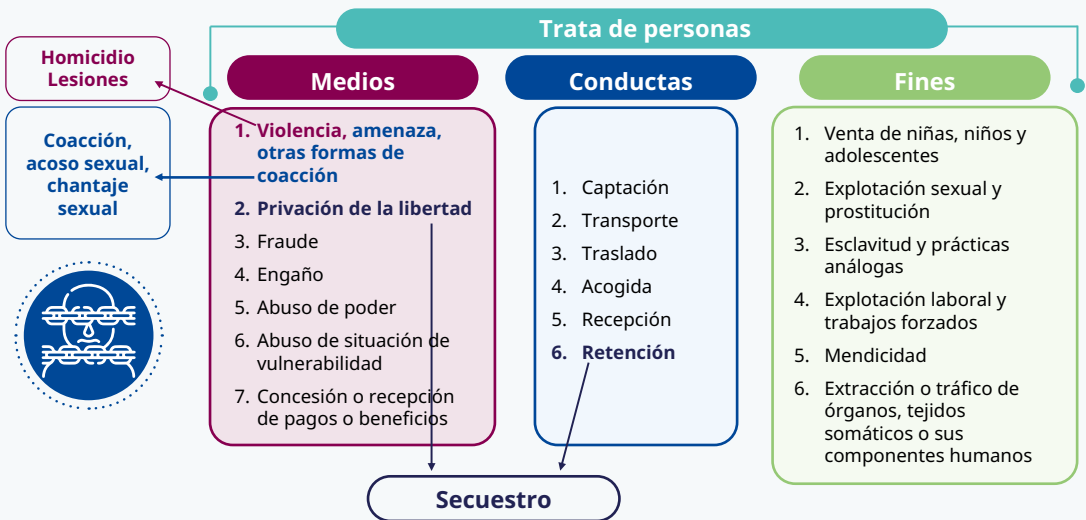 Trata de personas
Homicidio
Lesiones
Coacción,
acoso sexual,
chantaje
sexual
Medios
1. Violencia, amenaza,
otras formas de
coacción
2. Privación de la libertad
3. Fraude
4. Engaño
5. Abuso de poder
6. Abuso de situación de
vulnerabilidad
7. Concesión o recepción
de pagos o beneficios
Conductas
1. Captación
2. Transporte
3. Traslado
4. Acogida
5. Recepción
6. Retención
Fines
1. Venta de niñas, niños y
adolescentes
2. Explotación sexual y
prostitución
3. Esclavitud y prácticas
análogas
4. Explotación laboral y
trabajos forzados
5. Mendicidad
6. Extracción o tráfico de
órganos, tejidos
somáticos o sus
componentes humanos
Secuestro